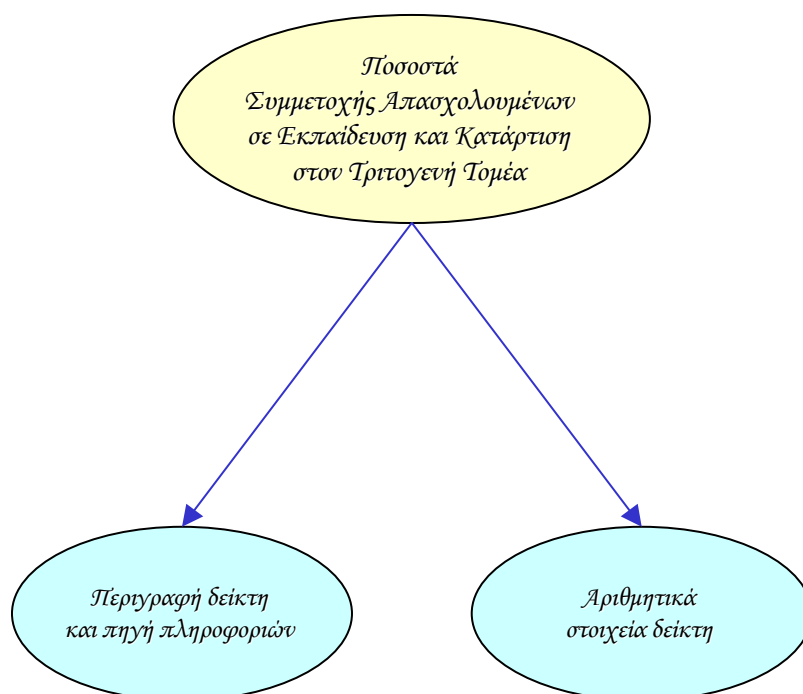 Ποσοστά
Συμμετοχής Απασχολουμένων
σε Εκπαίδευση και Κατάρτιση
στον Τριτογενή Τομέα
Περιγραφή δείκτη
και πηγή πληροφοριών
Αριθμητικά
στοιχεία δείκτη